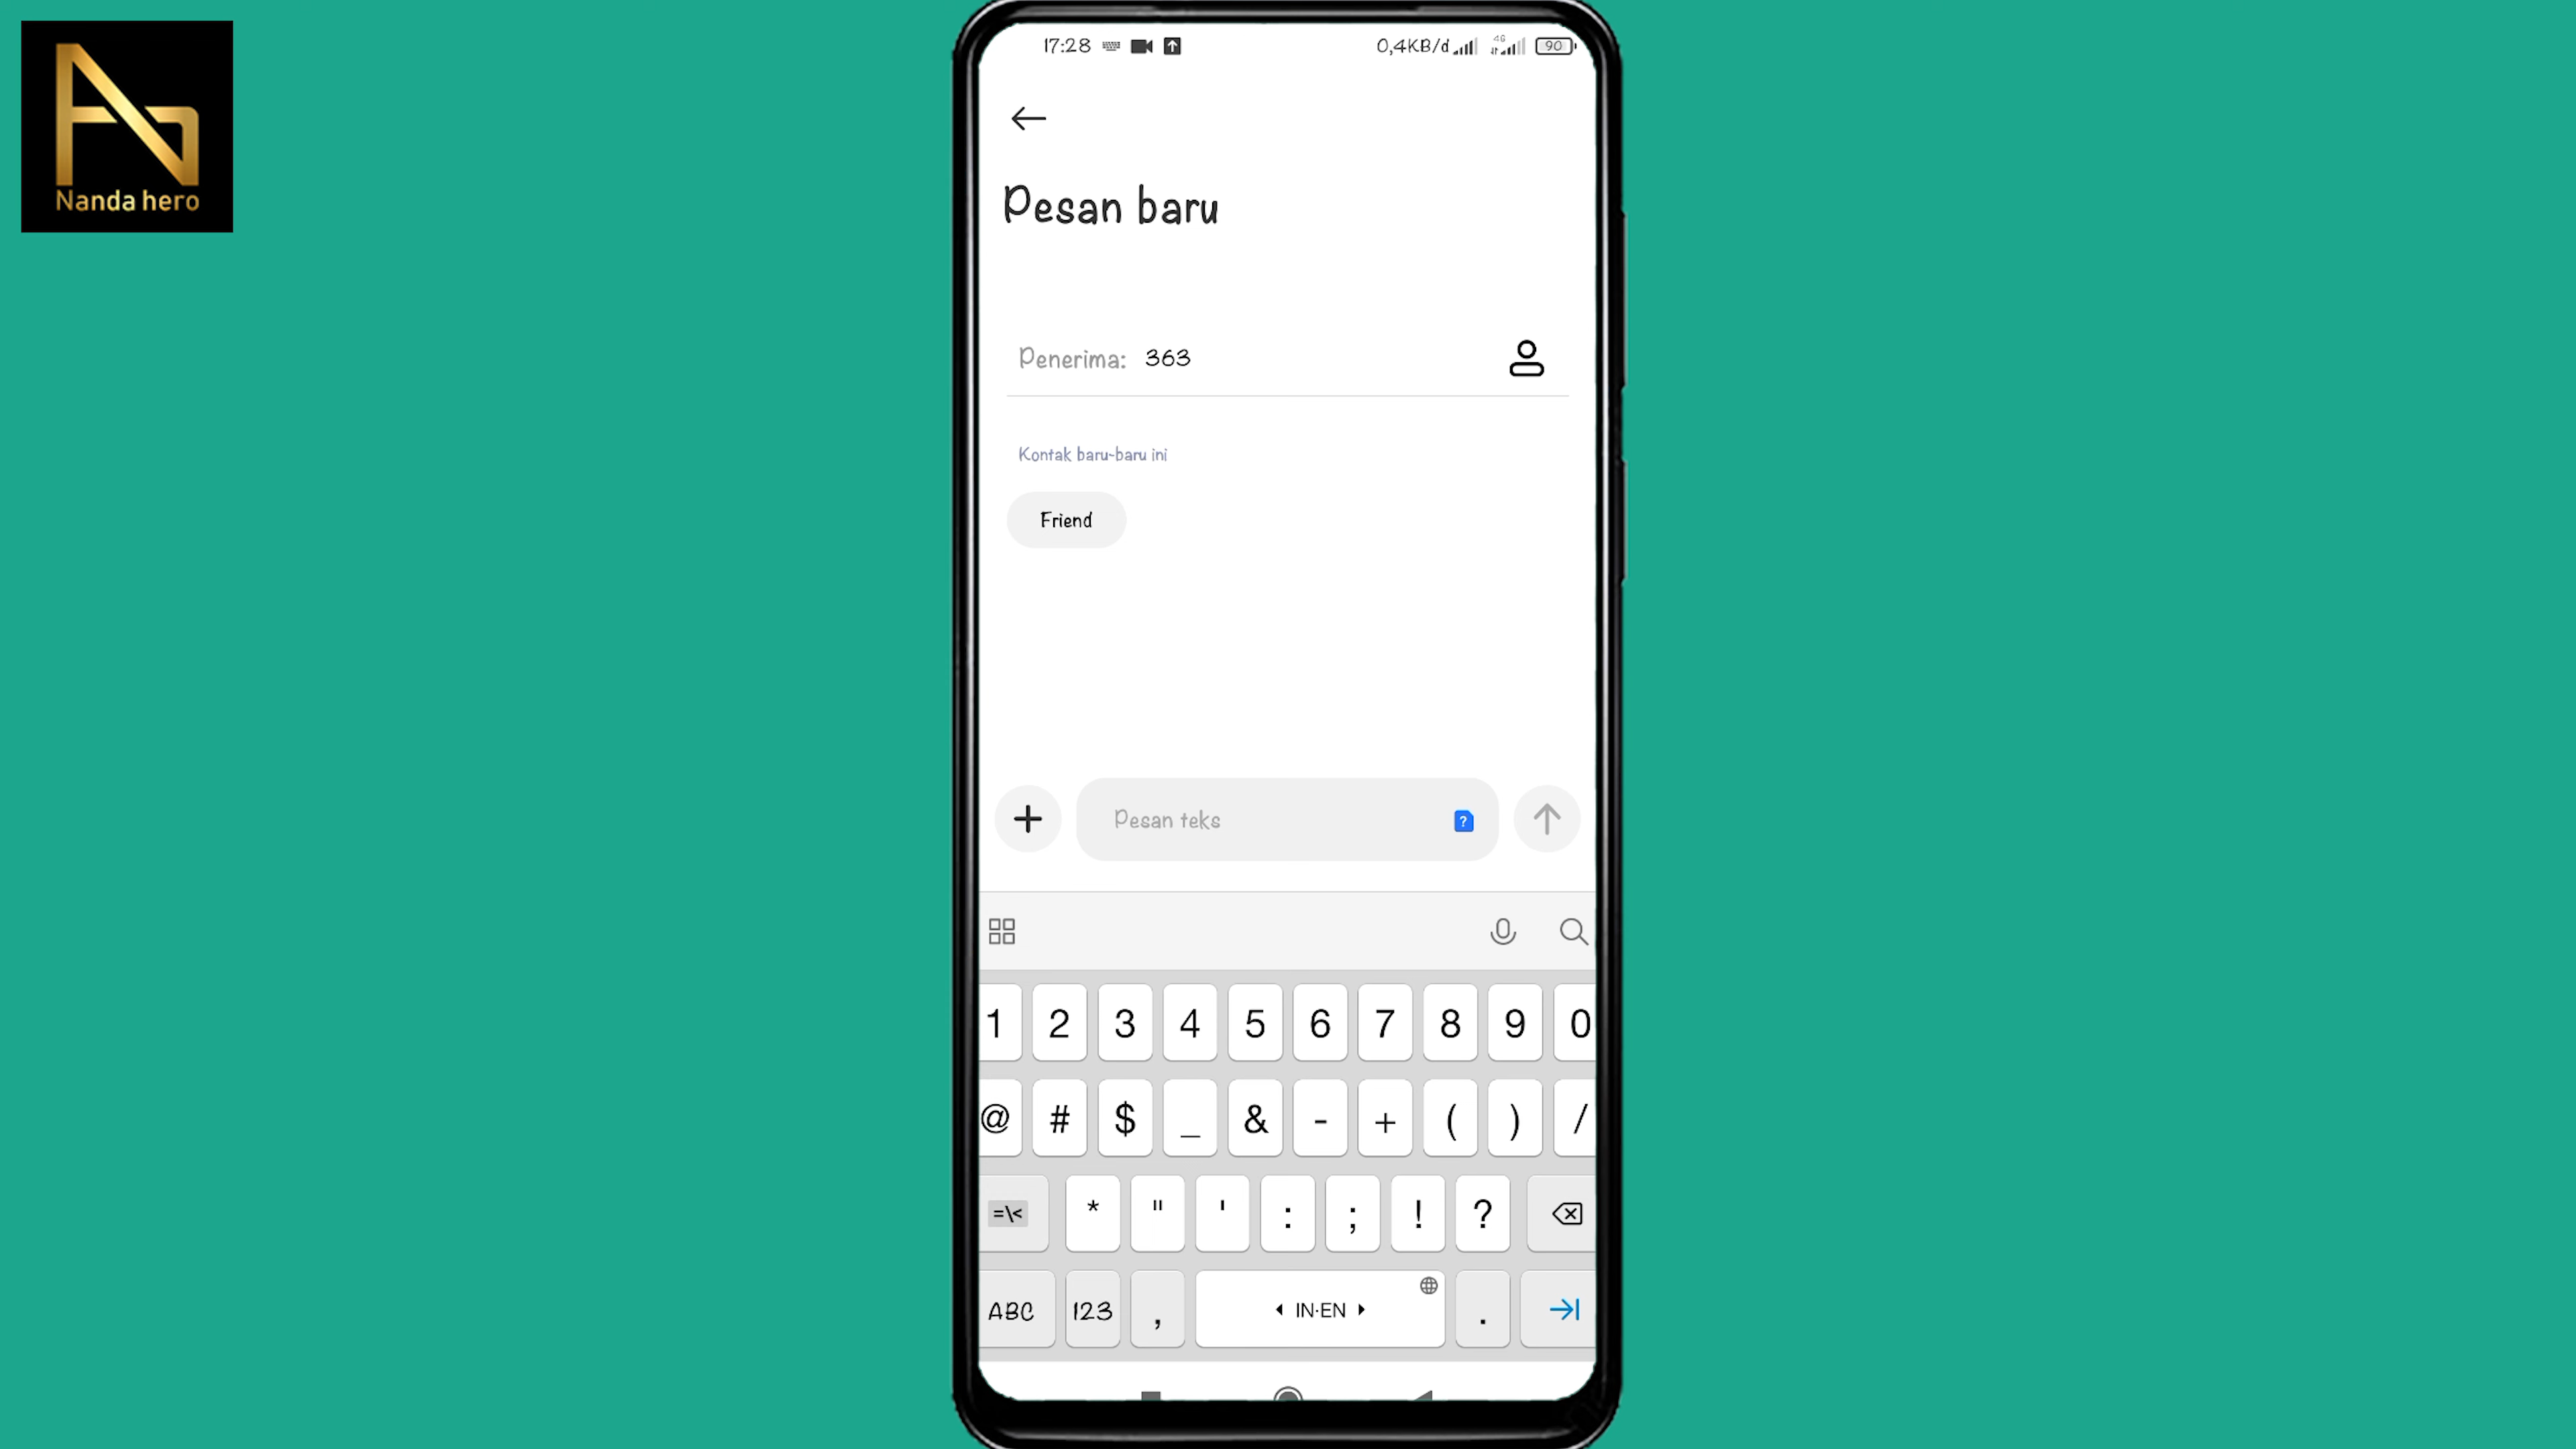 Nanda hero
17:28 0,4KB/d 4G 90
Pesan baru
Penerima: 363
Kontak baru-baru ini
Friend
Pesan teks
?
1 2 3 4 5 6 7 8 9 0
@ # $ _ & - + ( ) /
=\< * " ' : ; ! ?
ABC 123 , IN·EN .